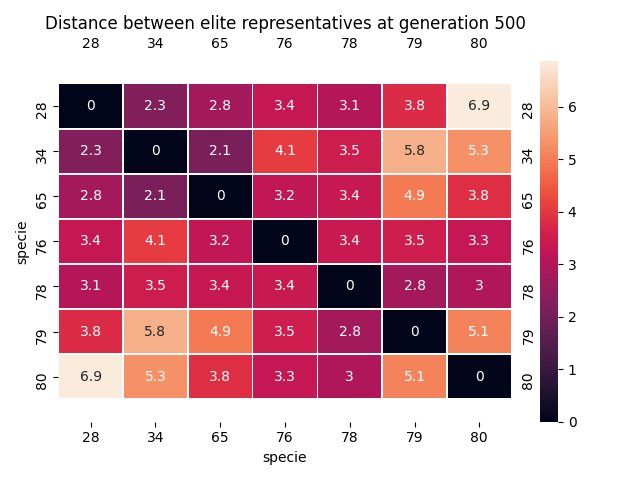 Distance between elite representatives at generation 500
28 34 65 76 78 79 80
28 0 2.3 2.8 3.4 3.1 3.8 6.9 28
34 2.3 0 2.1 4.1 3.5 5.8 5.3 34
65 2.8 2.1 0 3.2 3.4 4.9 3.8 65
76 3.4 4.1 3.2 0 3.4 3.5 3.3 76
78 3.1 3.5 3.4 3.4 0 2.8 3 78
79 3.8 5.8 4.9 3.5 2.8 0 5.1 79
80 6.9 5.3 3.8 3.3 3 5.1 0 80
28 34 65 76 78 79 80
specie
specie
6
5
4
3
2
1
0